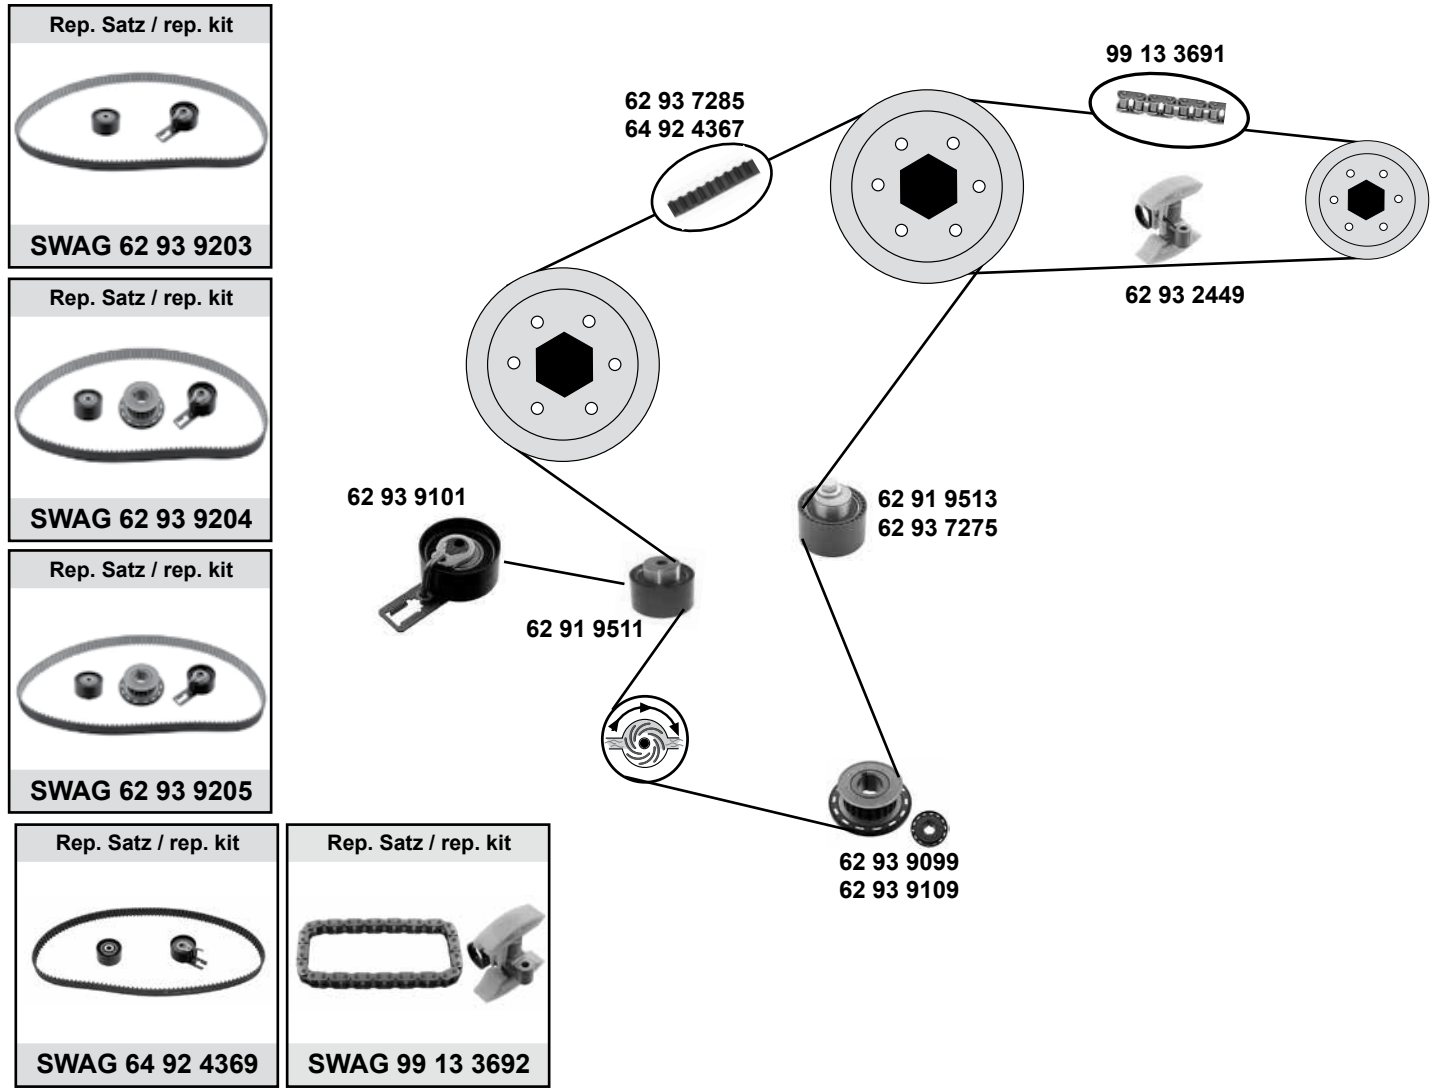 Rep. Satz / rep. kit
SWAG 62 93 9203
Rep. Satz / rep. kit
SWAG 62 93 9204
Rep. Satz / rep. kit
SWAG 62 93 9205
Rep. Satz / rep. kit
SWAG 64 92 4369
Rep. Satz / rep. kit
SWAG 99 13 3692
99 13 3691
62 93 7285
64 92 4367
62 93 2449
62 93 9101
62 91 9513
62 93 7275
62 91 9511
62 93 9099
62 93 9109